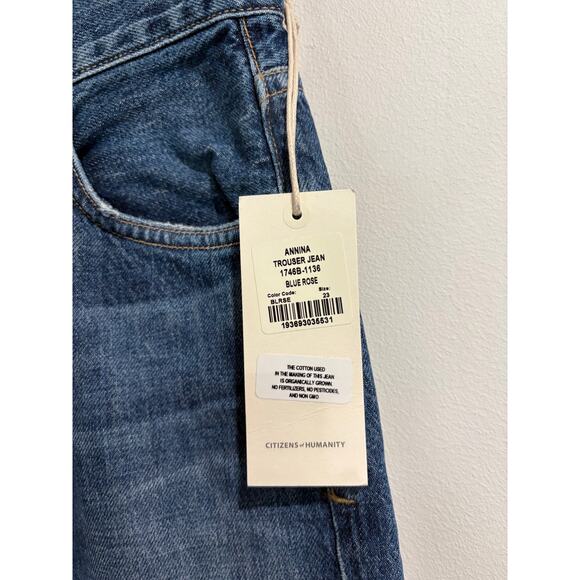 ANNINA
TROUSER JEAN
1746B-1136
BLUE ROSE
Color Code: Size:
BLRSE 23
193693035531
THE COTTON USED
IN THE MAKING OF THIS JEAN
IS ORGANICALLY GROWN.
NO FERTILIZERS, NO PESTICIDES,
AND NON GMO
CITIZENS of HUMANITY